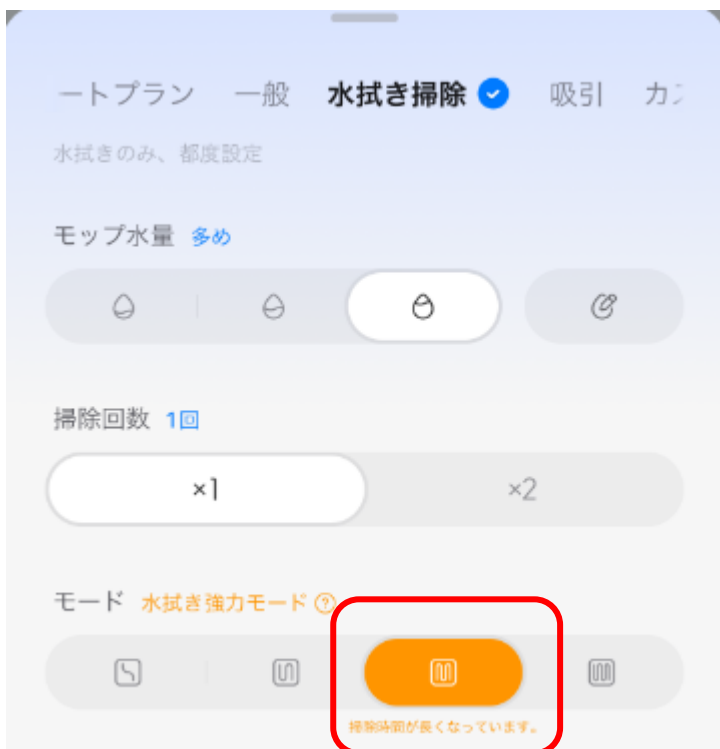 ートプラン 一般 水拭き掃除 吸引 カス
水拭きのみ、都度設定
モップ水量 多め
掃除回数 1回
×1 ×2
モード 水拭き強力モード ?
掃除時間が長くなっています。